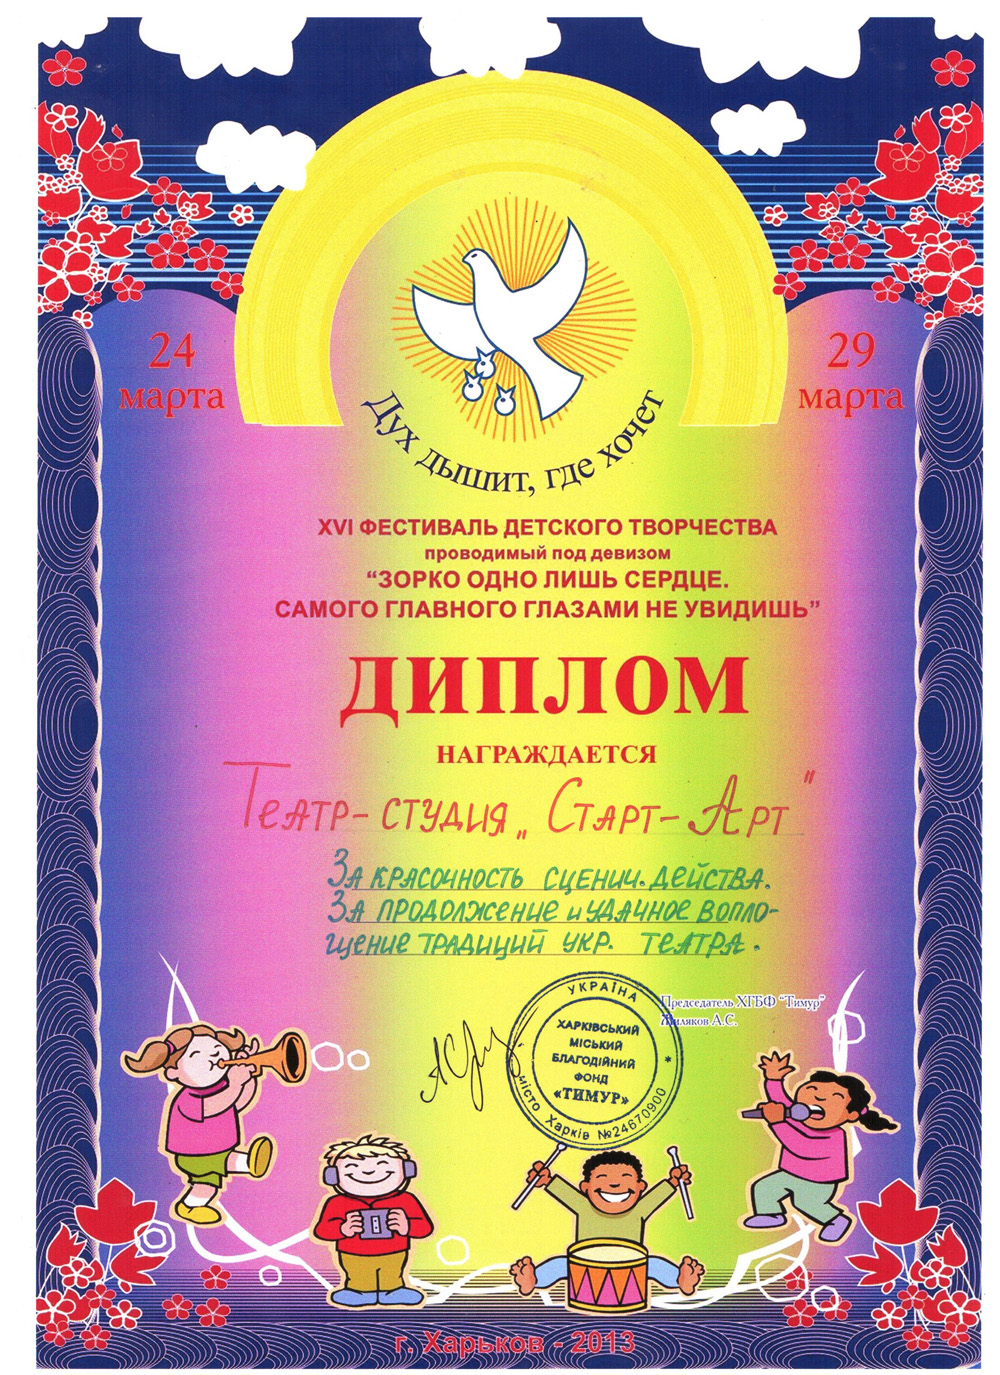 24
марта
29
марта
Дух дышит, где хочет
XVI ФЕСТИВАЛЬ ДЕТСКОГО ТВОРЧЕСТВА
проводимый под девизом
“ЗОРКО ОДНО ЛИШЬ СЕРДЦЕ.
САМОГО ГЛАВНОГО ГЛАЗАМИ НЕ УВИДИШЬ”
ДИПЛОМ
НАГРАЖДАЕТСЯ
Театр-студия „Старт-Арт"
За красочность сценич. действа.
За продолжение и удачное вопло-
щение традиций укр. театра.
Председатель ХГБФ “Тимур”
Жиляков А.С.
УКРАЇНА
ХАРКІВСЬКИЙ
МІСЬКИЙ
БЛАГОДІЙНИЙ
ФОНД
«ТИМУР»
місто Харків №24670900
г. Харьков - 2013